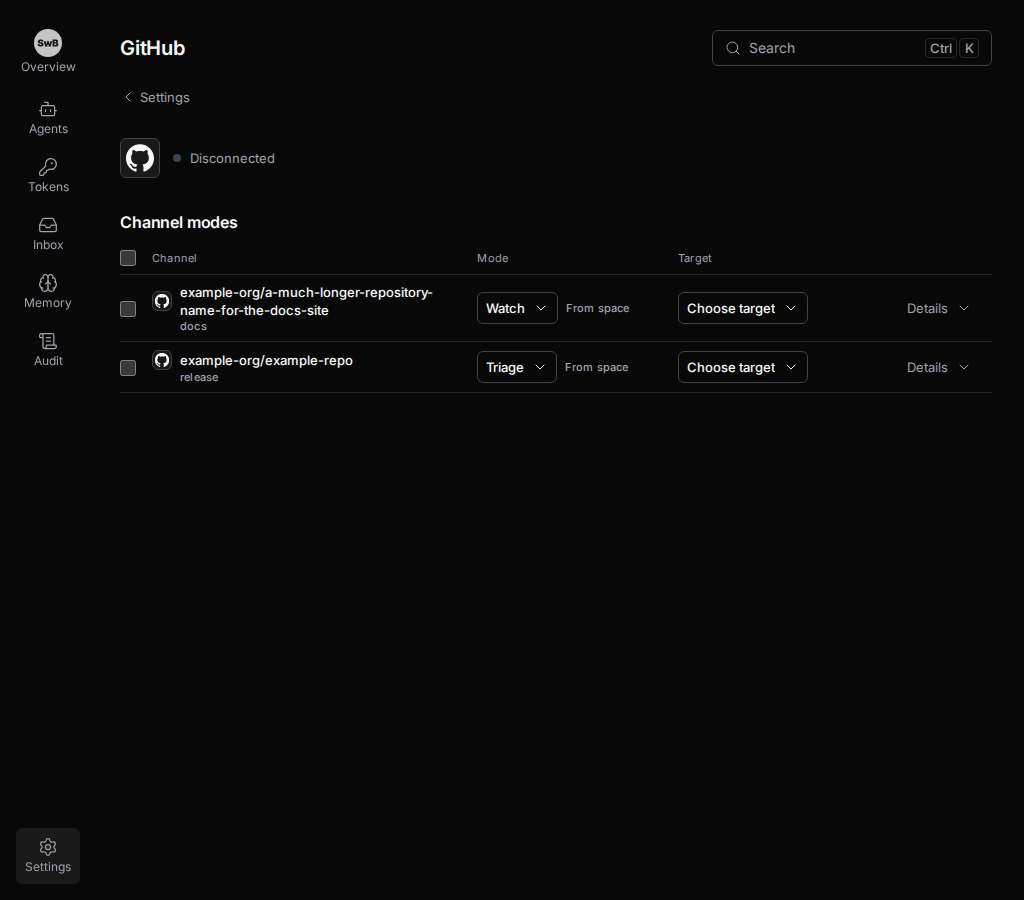 SwB
Overview
Agents
Tokens
Inbox
Memory
Audit
Settings
GitHub
Search
Ctrl K
Settings
Disconnected
Channel modes
Channel Mode Target
example-org/a-much-longer-repository-
name-for-the-docs-site
docs
Watch From space Choose target Details
example-org/example-repo
release
Triage From space Choose target Details